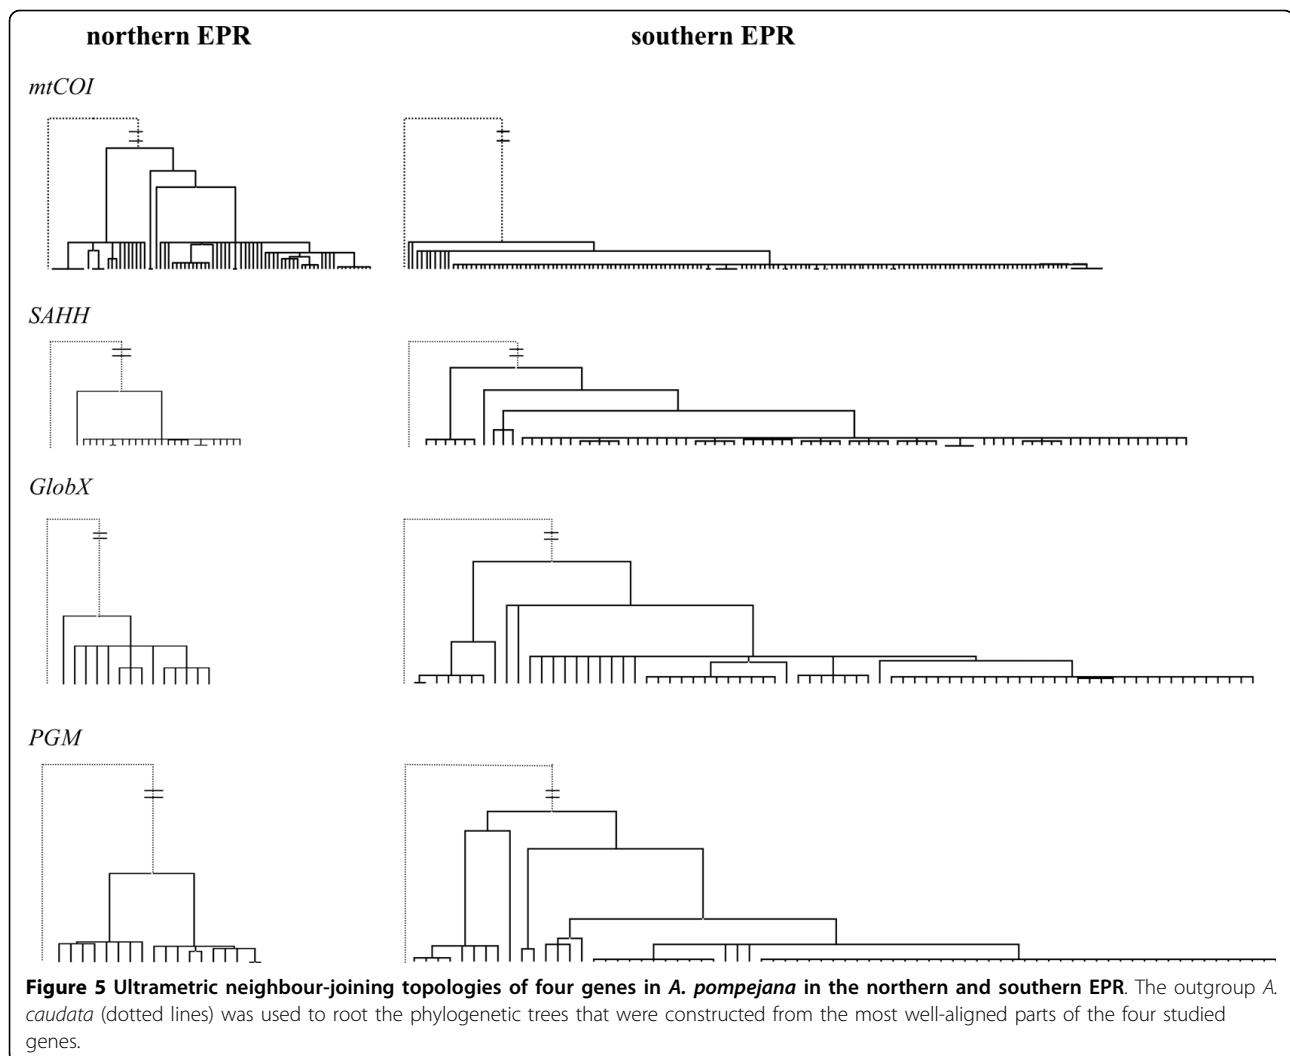 northern EPR southern EPR
mtCOI
SAHH
GlobX
PGM
Figure 5 Ultrametric neighbour-joining topologies of four genes in A. pompejana in the northern and southern EPR. The outgroup A.
caudata (dotted lines) was used to root the phylogenetic trees that were constructed from the most well-aligned parts of the four studied
genes.